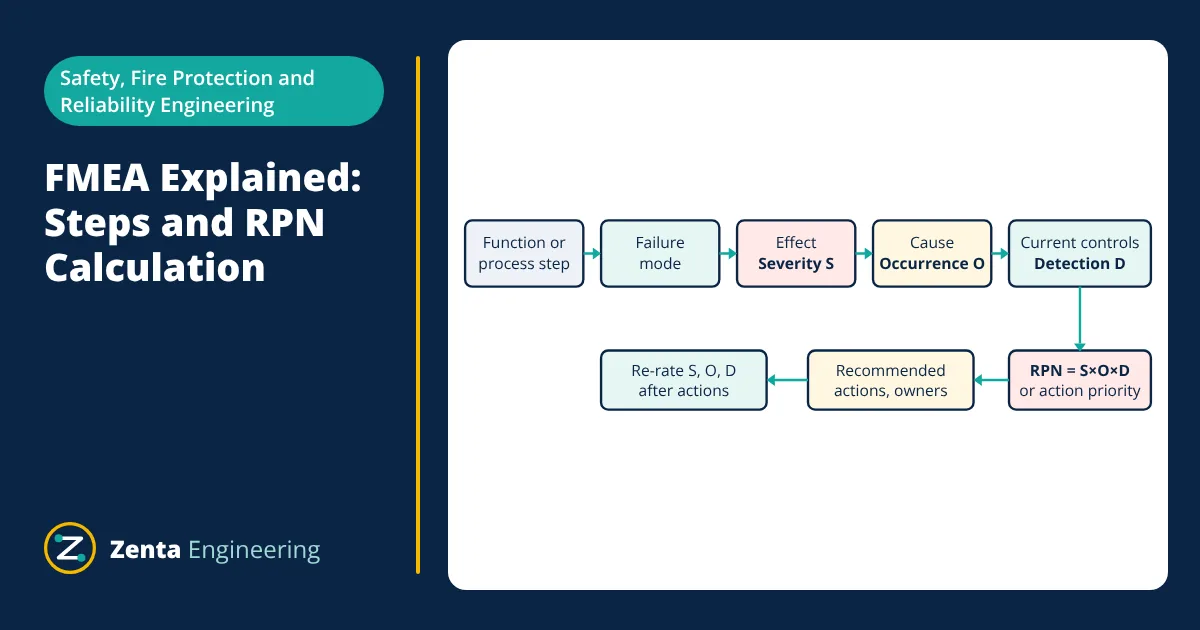 Safety, Fire Protection and
Reliability Engineering
FMEA Explained:
Steps and RPN
Calculation
Function or
process step
Failure
mode
Effect
Severity S
Cause
Occurrence O
Current controls
Detection D
RPN = S×O×D
or action priority
Recommended
actions, owners
Re-rate S, O, D
after actions
Zenta Engineering